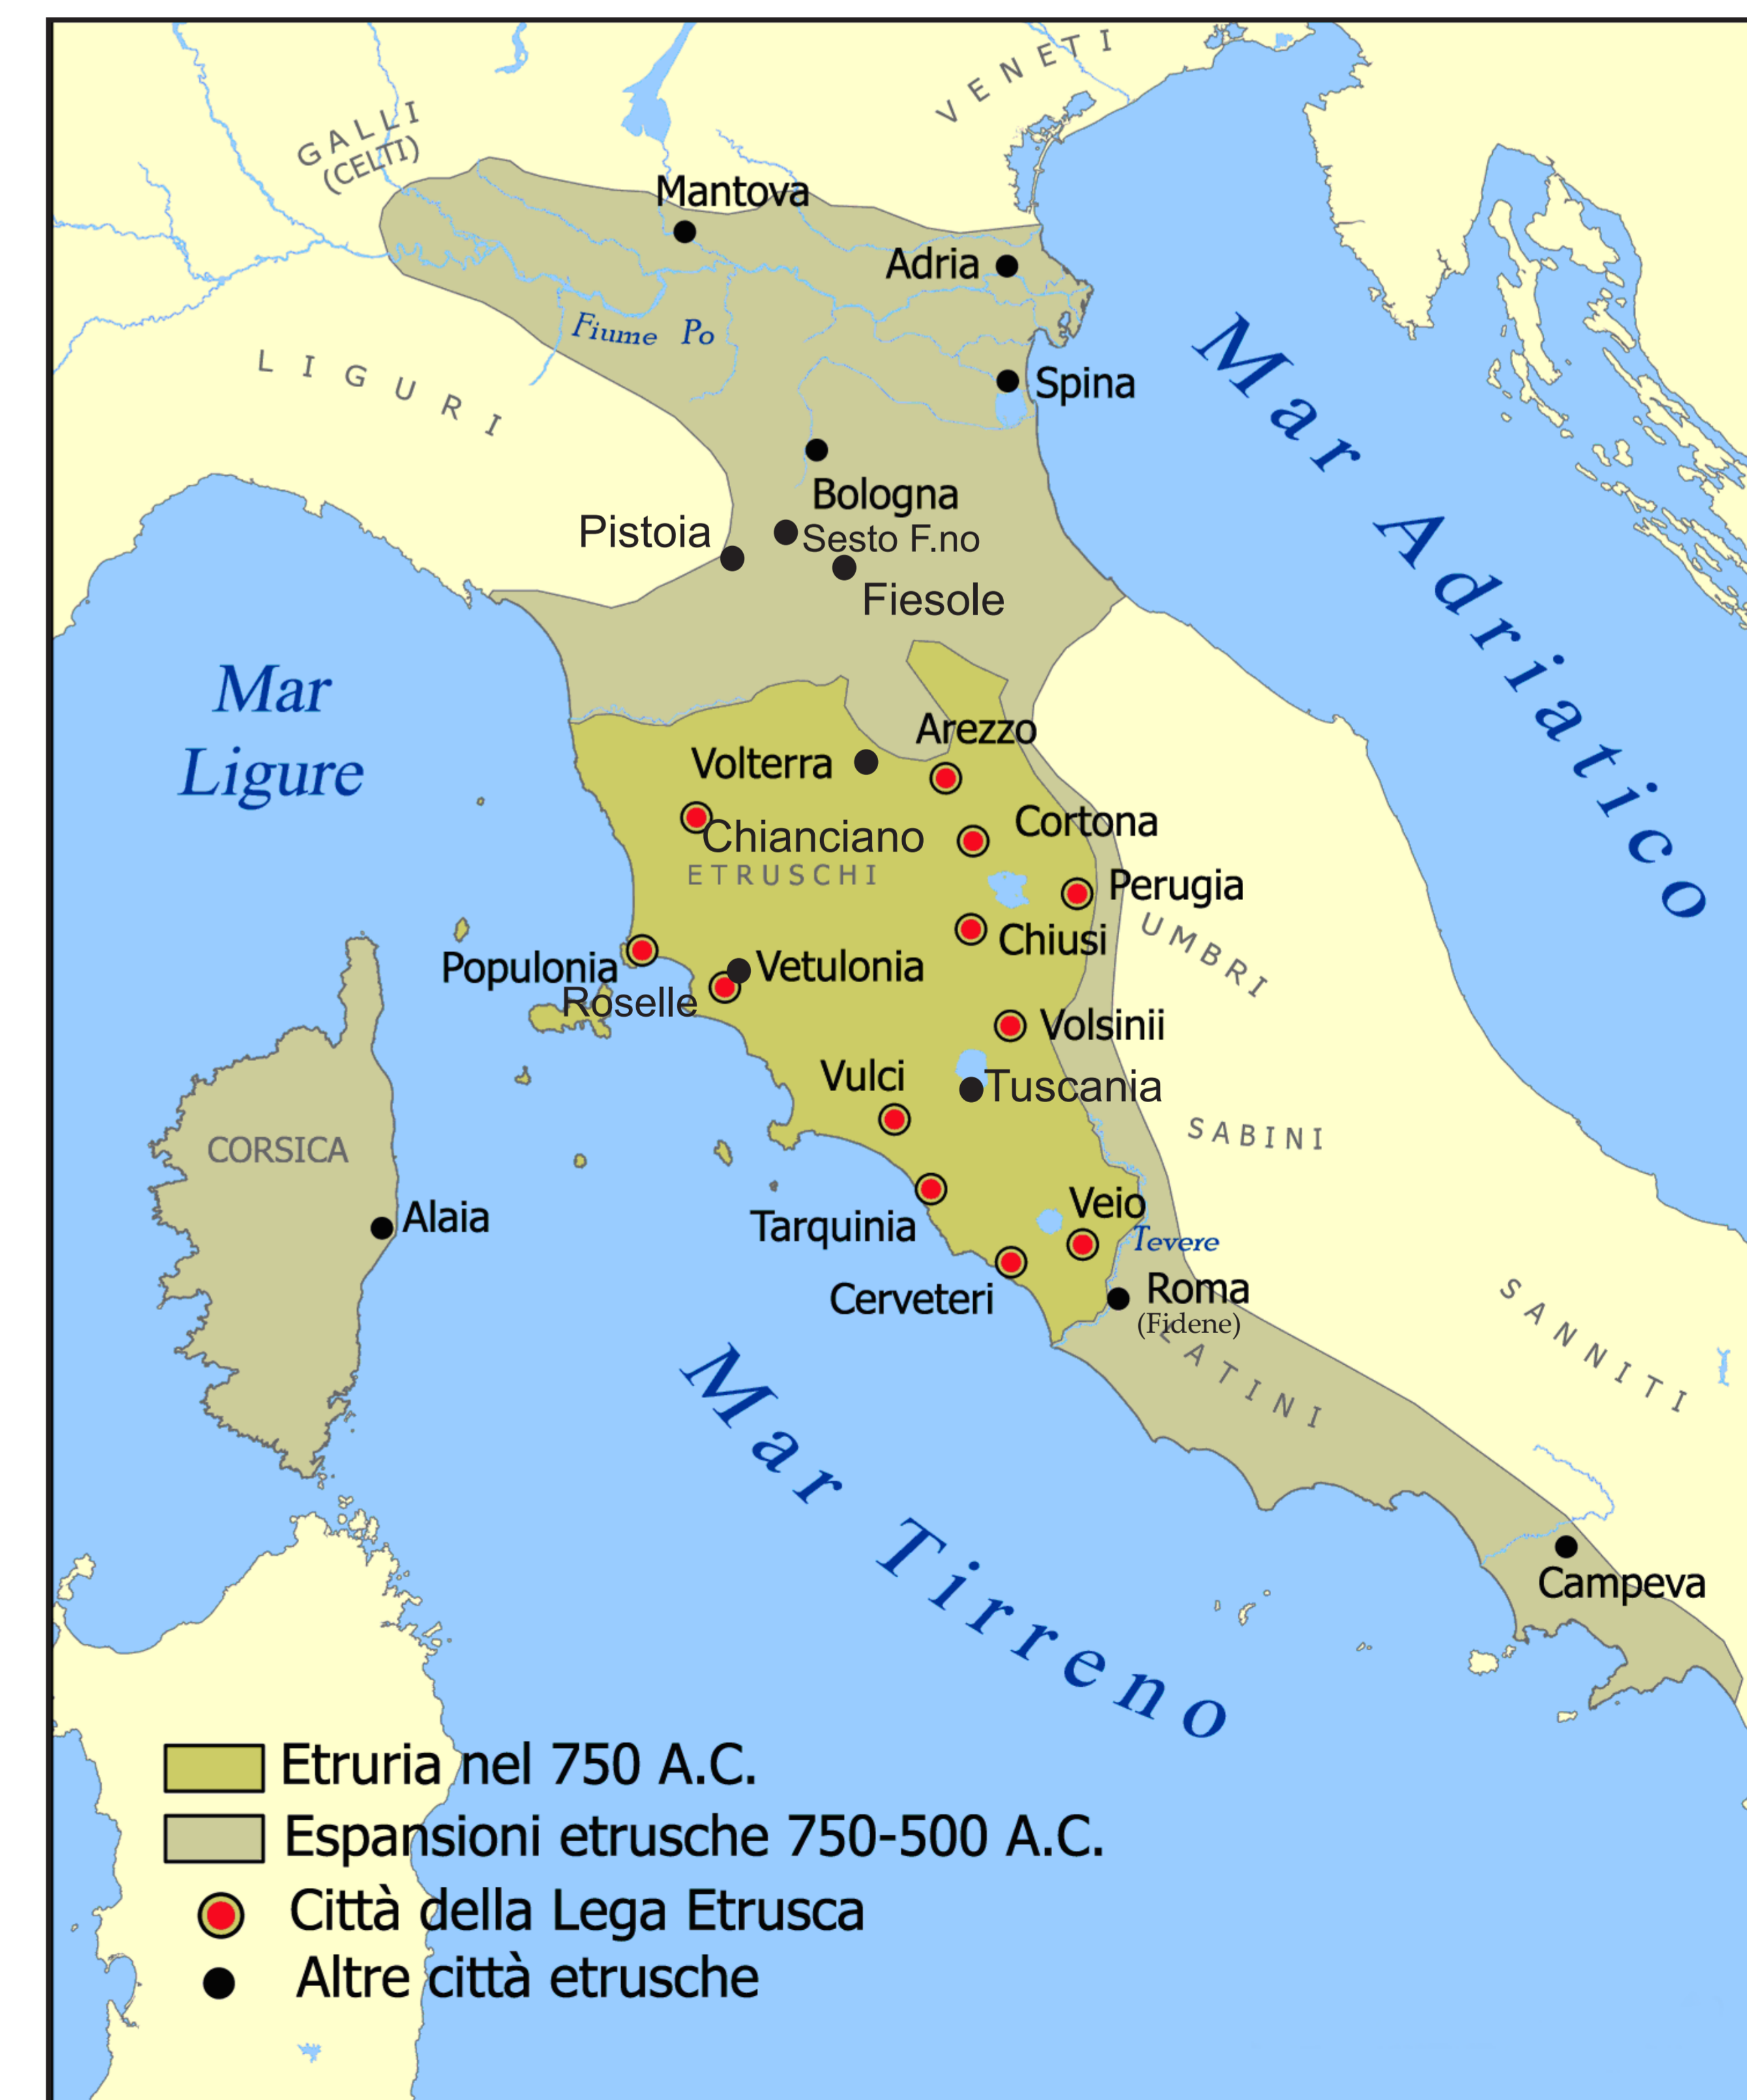 VENETI
GALLI
(CELTI)
Mantova
Adria
Fiume Po
LIGURI
Spina
Mar Adriatico
Bologna
Pistoia
Sesto F.no
Fiesole
Mar
Ligure
Arezzo
Volterra
Cortona
Chianciano
ETRUSCHI
Perugia
UMBRI
Chiusi
Populonia
Vetulonia
Roselle
Volsinii
Vulci
Tuscania
SABINI
CORSICA
Alaia
Veio
Tarquinia
Tevere
Cerveteri
Roma
(Fidene)
LATINI
SANNITI
Mar Tirreno
Campeva
Etruria nel 750 A.C.
Espansioni etrusche 750-500 A.C.
Città della Lega Etrusca
Altre città etrusche